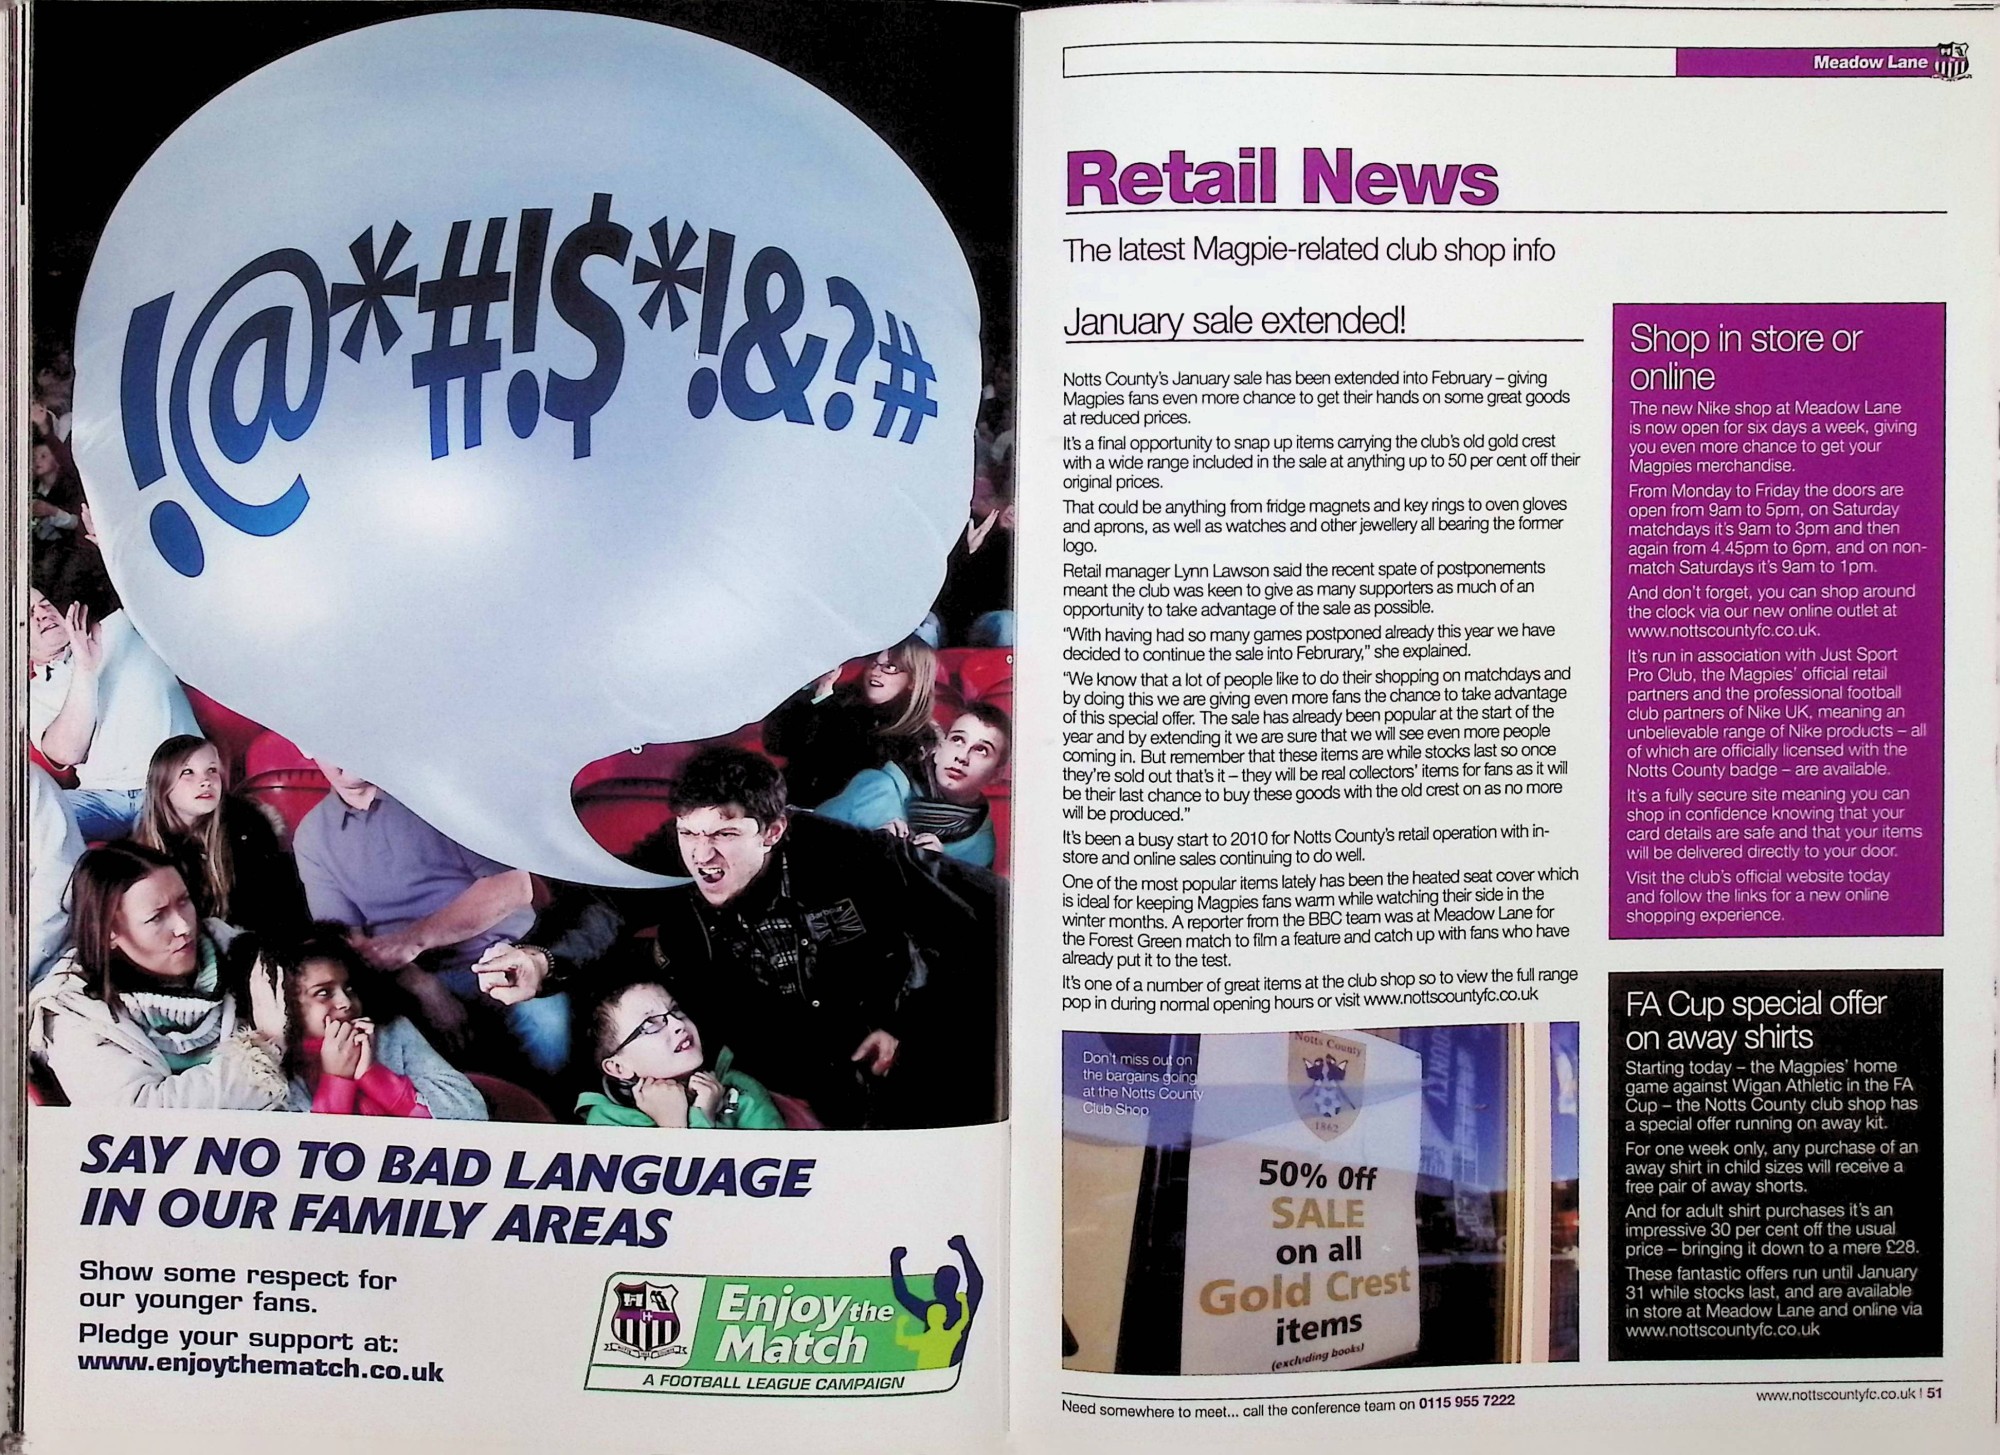 !@*#!$*!&?#
SAY NO TO BAD LANGUAGE
IN OUR FAMILY AREAS
Show some respect for
our younger fans.
Pledge your support at:
www.enjoythematch.co.uk
Enjoy the
Match
A FOOTBALL LEAGUE CAMPAIGN
Meadow Lane
Retail News
The latest Magpie-related club shop info
January sale extended!
Notts County's January sale has been extended into February – giving
Magpies fans even more chance to get their hands on some great goods
at reduced prices.
It's a final opportunity to snap up items carrying the club's old gold crest
with a wide range included in the sale at anything up to 50 per cent off their
original prices.
That could be anything from fridge magnets and key rings to oven gloves
and aprons, as well as watches and other jewellery all bearing the former
logo.
Retail manager Lynn Lawson said the recent spate of postponements
meant the club was keen to give as many supporters as much of an
opportunity to take advantage of the sale as possible.
"With having had so many games postponed already this year we have
decided to continue the sale into Februrary," she explained.
"We know that a lot of people like to do their shopping on matchdays and
by doing this we are giving even more fans the chance to take advantage
of this special offer. The sale has already been popular at the start of the
year and by extending it we are sure that we will see even more people
coming in. But remember that these items are while stocks last so once
they're sold out that's it – they will be real collectors' items for fans as it will
be their last chance to buy these goods with the old crest on as no more
will be produced."
It's been a busy start to 2010 for Notts County's retail operation with in-
store and online sales continuing to do well.
One of the most popular items lately has been the heated seat cover which
is ideal for keeping Magpies fans warm while watching their side in the
winter months. A reporter from the BBC team was at Meadow Lane for
the Forest Green match to film a feature and catch up with fans who have
already put it to the test.
It's one of a number of great items at the club shop so to view the full range
pop in during normal opening hours or visit www.nottscountyfc.co.uk
Don't miss out on
the bargains going
at the Notts County
Club Shop
Notts County
1862
50% Off
SALE
on all
Gold Crest
items
(excluding books)
Shop in store or
online
The new Nike shop at Meadow Lane
is now open for six days a week, giving
you even more chance to get your
Magpies merchandise.
From Monday to Friday the doors are
open from 9am to 5pm, on Saturday
matchdays it's 9am to 3pm and then
again from 4.45pm to 6pm, and on non-
match Saturdays it's 9am to 1pm.
And don't forget, you can shop around
the clock via our new online outlet at
www.nottscountyfc.co.uk.
It's run in association with Just Sport
Pro Club, the Magpies' official retail
partners and the professional football
club partners of Nike UK, meaning an
unbelievable range of Nike products – all
of which are officially licensed with the
Notts County badge – are available.
It's a fully secure site meaning you can
shop in confidence knowing that your
card details are safe and that your items
will be delivered directly to your door.
Visit the club's official website today
and follow the links for a new online
shopping experience.
FA Cup special offer
on away shirts
Starting today – the Magpies' home
game against Wigan Athletic in the FA
Cup – the Notts County club shop has
a special offer running on away kit.
For one week only, any purchase of an
away shirt in child sizes will receive a
free pair of away shorts.
And for adult shirt purchases it's an
impressive 30 per cent off the usual
price – bringing it down to a mere £28.
These fantastic offers run until January
31 while stocks last, and are available
in store at Meadow Lane and online via
www.nottscountyfc.co.uk
Need somewhere to meet... call the conference team on 0115 955 7222
www.nottscountyfc.co.uk | 51